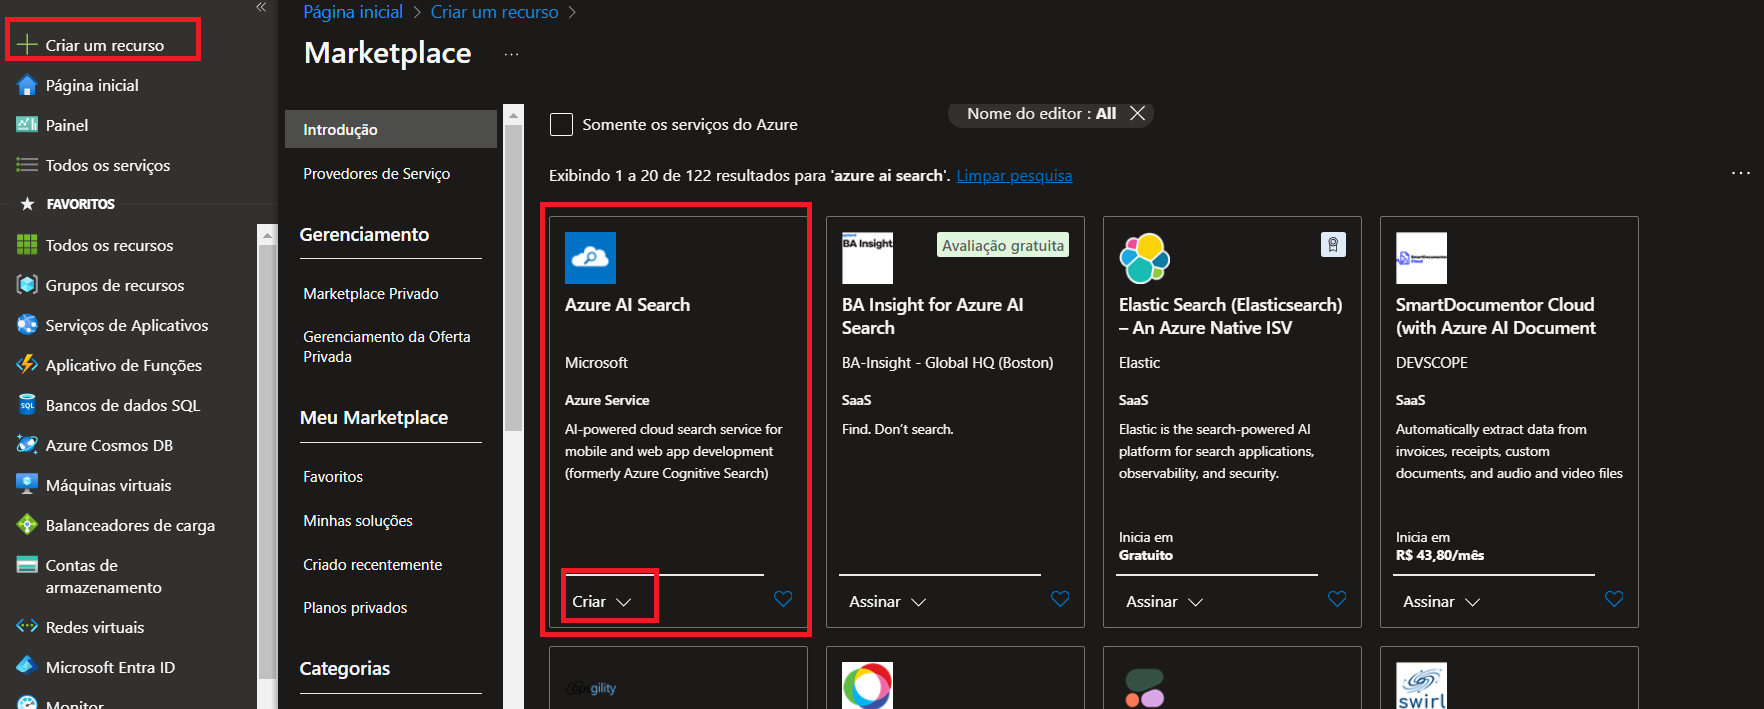 Criar um recurso
Página inicial
Painel
Todos os serviços
FAVORITOS
Todos os recursos
Grupos de recursos
Serviços de Aplicativos
Aplicativo de Funções
Bancos de dados SQL
Azure Cosmos DB
Máquinas virtuais
Balanceadores de carga
Contas de
armazenamento
Redes virtuais
Microsoft Entra ID
Monitor
Página inicial > Criar um recurso >
Marketplace ...
Introdução
Provedores de Serviço
Gerenciamento
Marketplace Privado
Gerenciamento da Oferta
Privada
Meu Marketplace
Favoritos
Minhas soluções
Criado recentemente
Planos privados
Categorias
Somente os serviços do Azure
Nome do editor : All
Exibindo 1 a 20 de 122 resultados para 'azure ai search'. Limpar pesquisa
Azure AI Search
Microsoft
Azure Service
AI-powered cloud search service for
mobile and web app development
(formerly Azure Cognitive Search)
Criar
BA Insight
Avaliação gratuita
BA Insight for Azure AI
Search
BA-Insight - Global HQ (Boston)
SaaS
Find. Don't search.
Assinar
Elastic Search (Elasticsearch)
– An Azure Native ISV
Elastic
SaaS
Elastic is the search-powered AI
platform for search applications,
observability, and security.
Inicia em
Gratuito
Assinar
SmartDocumentor
Cloud
SmartDocumentor Cloud
(with Azure AI Document
DEVSCOPE
SaaS
Automatically extract data from
invoices, receipts, custom
documents, and audio and video files
Inicia em
R$ 43,80/mês
Assinar
opsgility
swirl